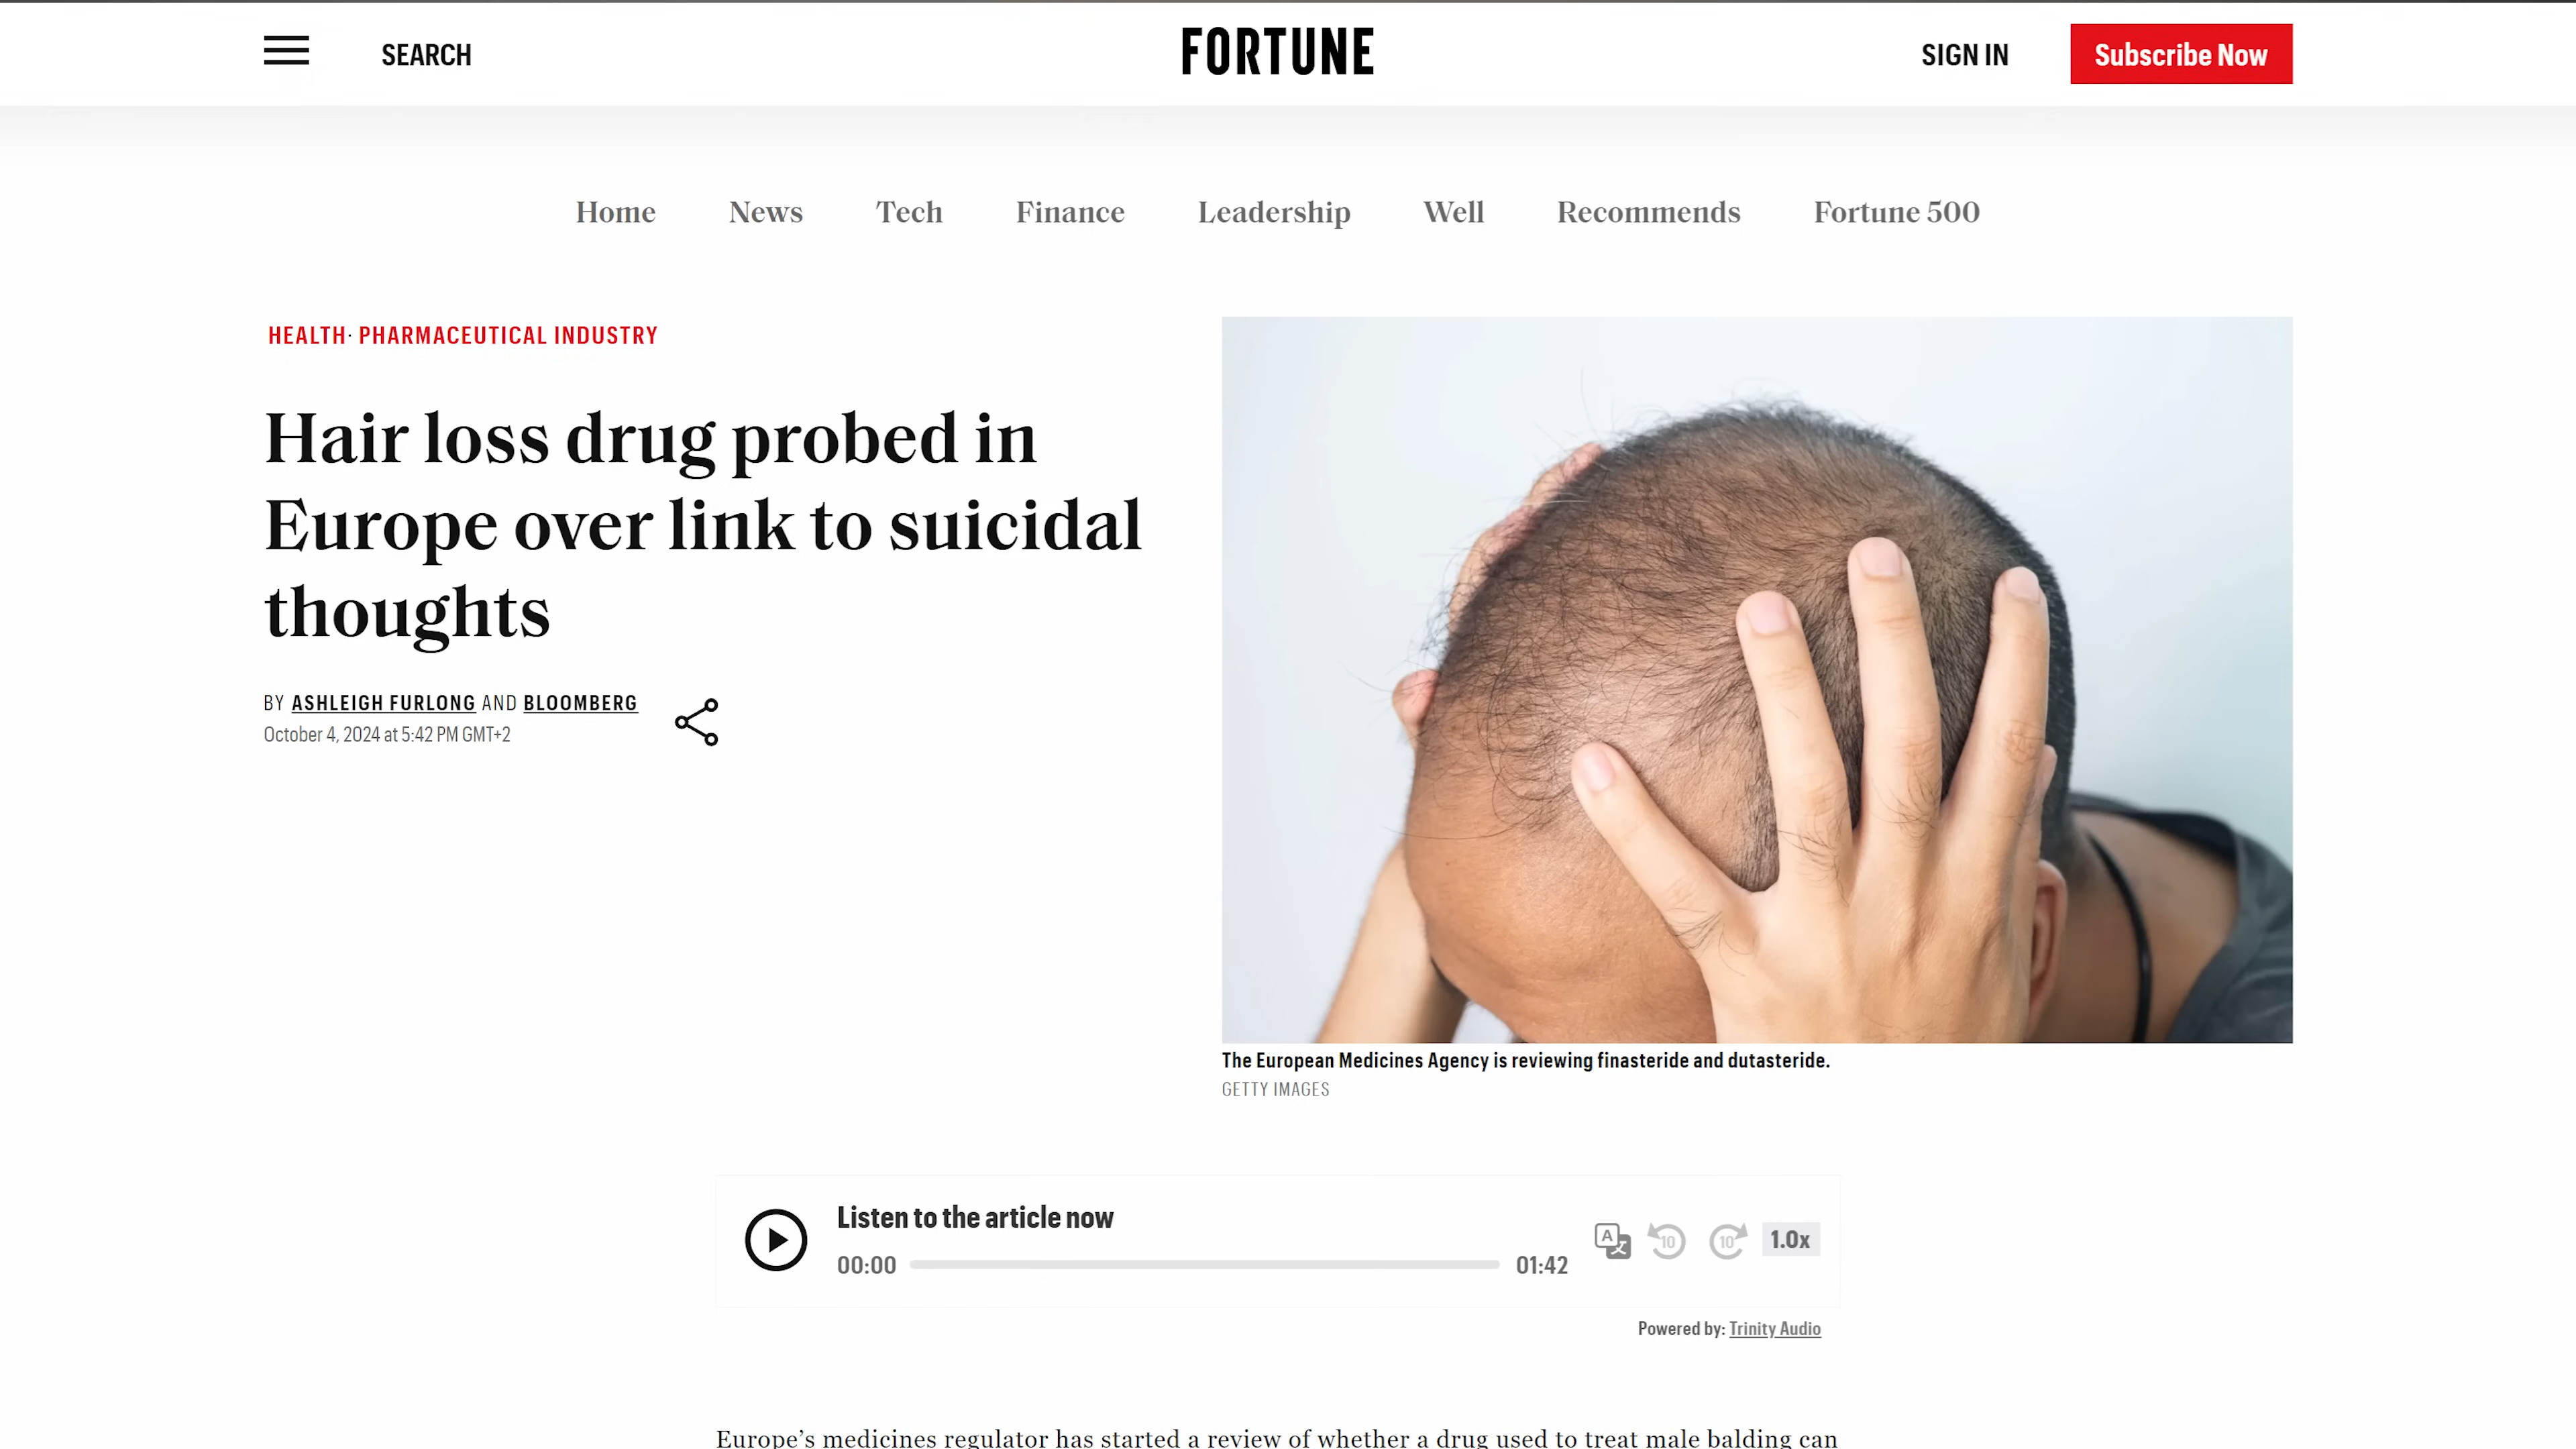 SEARCH
FORTUNE
SIGN IN
Subscribe Now
Home
News
Tech
Finance
Leadership
Well
Recommends
Fortune 500
HEALTH· PHARMACEUTICAL INDUSTRY
Hair loss drug probed in
Europe over link to suicidal
thoughts
BY ASHLEIGH FURLONG AND BLOOMBERG
October 4, 2024 at 5:42 PM GMT+2
The European Medicines Agency is reviewing finasteride and dutasteride.
GETTY IMAGES
Listen to the article now
00:00
01:42
A
文
10
10
1.0x
Powered by: Trinity Audio
Europe’s medicines regulator has started a review of whether a drug used to treat male balding can